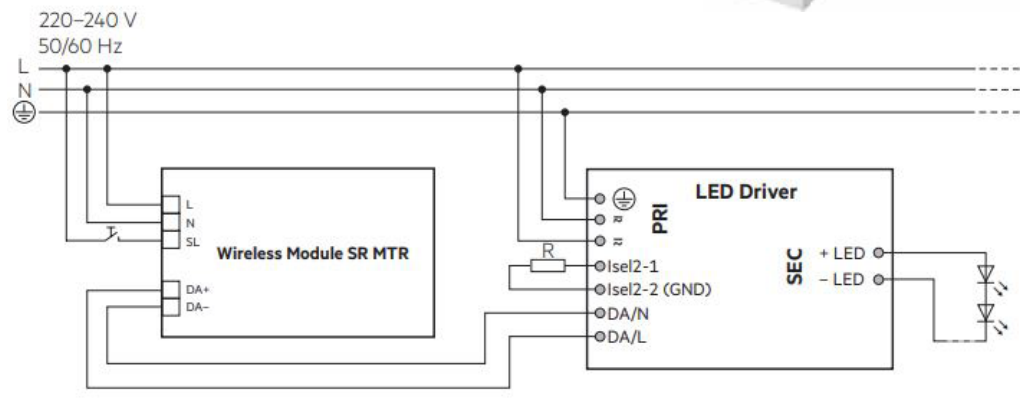 220–240 V
50/60 Hz
L
N
L
N
SL
Wireless Module SR MTR
DA+
DA–
LED Driver
PRI
≂
≂
R
Isel2-1
Isel2-2 (GND)
DA/N
DA/L
SEC
+ LED
– LED